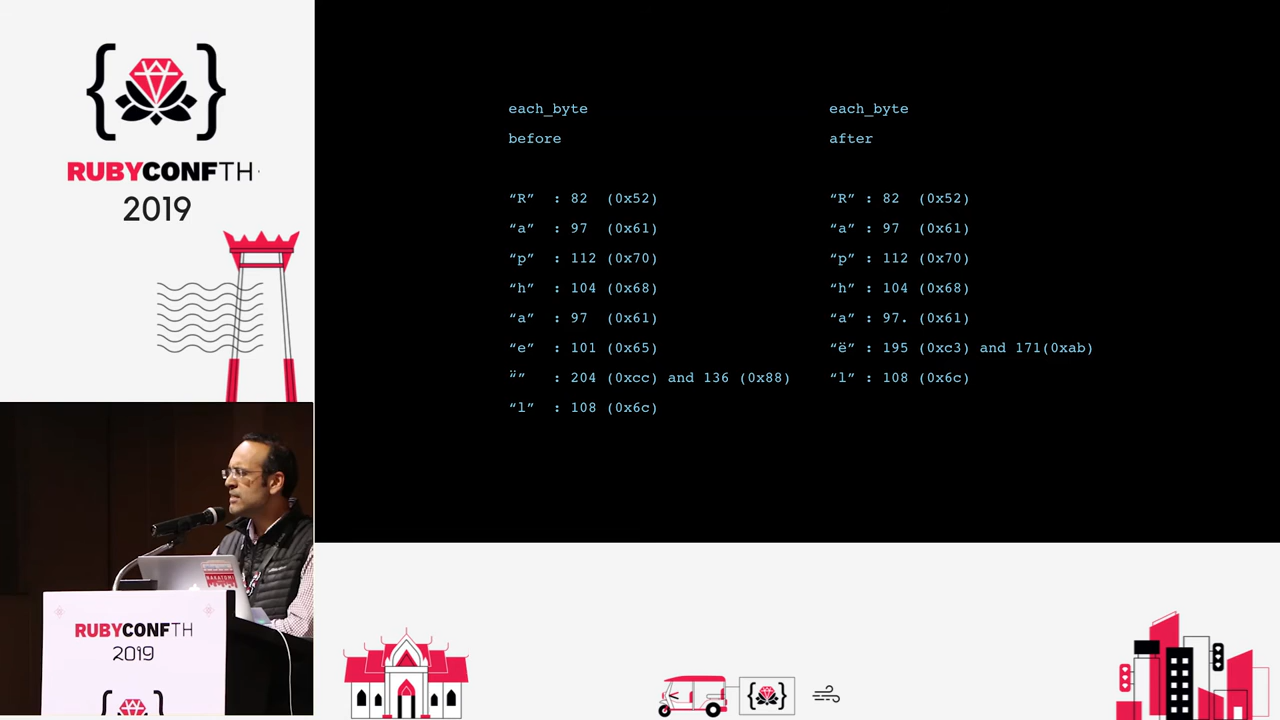 RUBYCONFTH
2019
each_byte
before
“R” : 82 (0x52)
“a” : 97 (0x61)
“p” : 112 (0x70)
“h” : 104 (0x68)
“a” : 97 (0x61)
“e” : 101 (0x65)
“̈” : 204 (0xcc) and 136 (0x88)
“l” : 108 (0x6c)
each_byte
after
“R” : 82 (0x52)
“a” : 97 (0x61)
“p” : 112 (0x70)
“h” : 104 (0x68)
“a” : 97. (0x61)
“ë” : 195 (0xc3) and 171(0xab)
“l” : 108 (0x6c)
NAKATOMI
RUBYCONFTH
2019